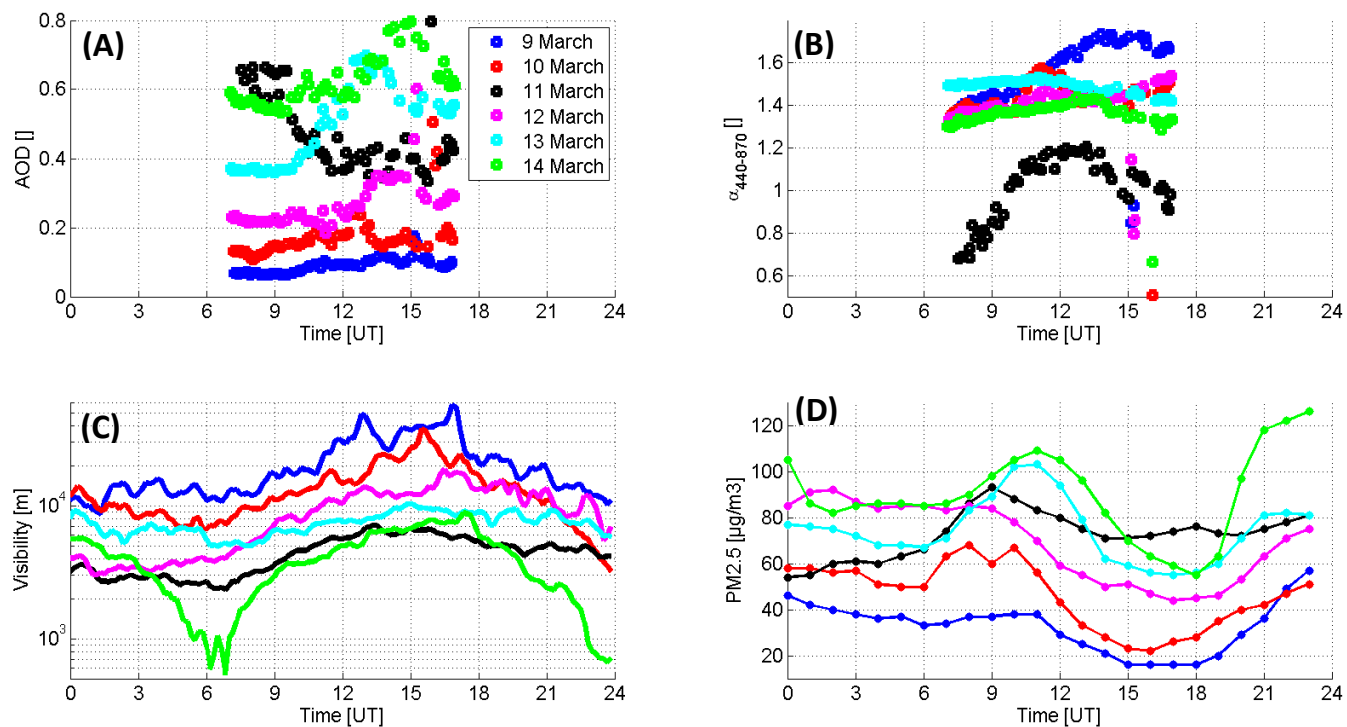 (A)
0.8
0.6
0.4
0.2
0
AOD []
9 March
10 March
11 March
12 March
13 March
14 March
0 3 6 9 12 15 18 21 24
Time [UT]
(B)
1.6
1.4
1.2
1
0.8
0.6
α440-870 []
0 3 6 9 12 15 18 21 24
Time [UT]
(C)
10^4
10^3
Visibility [m]
0 3 6 9 12 15 18 21 24
Time [UT]
(D)
120
100
80
60
40
20
PM2.5 [µg/m3]
0 3 6 9 12 15 18 21 24
Time [UT]